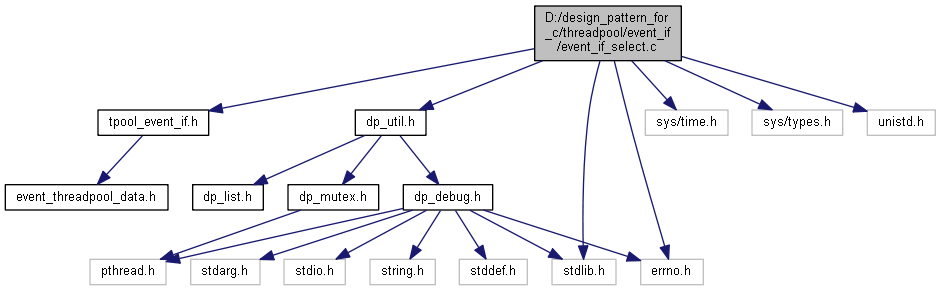 D:/design_pattern_for
_c/threadpool/event_if
/event_if_select.c
tpool_event_if.h
dp_util.h
sys/time.h
sys/types.h
unistd.h
event_threadpool_data.h
dp_list.h
dp_mutex.h
dp_debug.h
pthread.h
stdarg.h
stdio.h
string.h
stddef.h
stdlib.h
errno.h